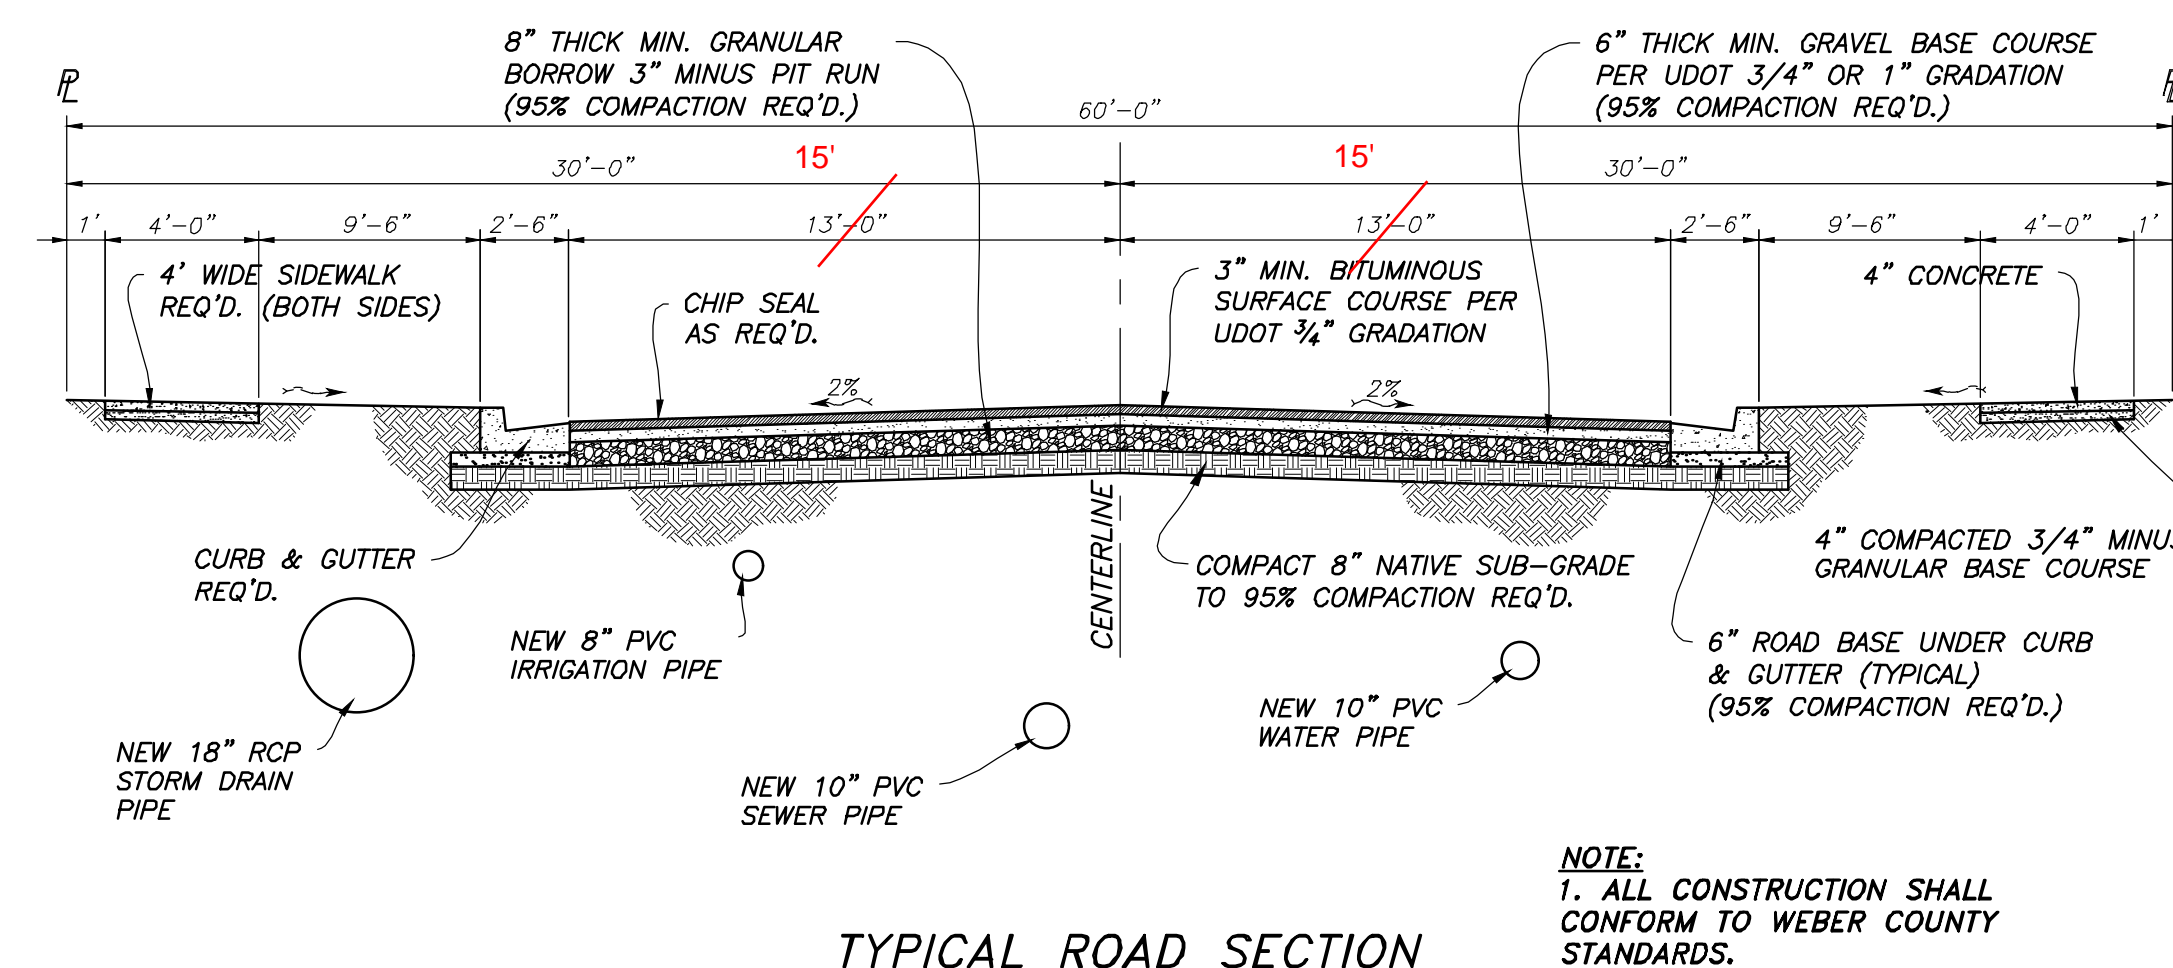 8" THICK MIN. GRANULAR
BORROW 3" MINUS PIT RUN
(95% COMPACTION REQ'D.)
6" THICK MIN. GRAVEL BASE COURSE
PER UDOT 3/4" OR 1" GRADATION
(95% COMPACTION REQ'D.)
PL
60'-0"
30'-0"
15'
15'
30'-0"
1'
4'-0"
9'-6"
2'-6"
13'-0"
13'-0"
2'-6"
9'-6"
4'-0"
1'
4' WIDE SIDEWALK
REQ'D. (BOTH SIDES)
CHIP SEAL
AS REQ'D.
3" MIN. BITUMINOUS
SURFACE COURSE PER
UDOT ¾" GRADATION
4" CONCRETE
2%
2%
CENTERLINE
CURB & GUTTER
REQ'D.
NEW 8" PVC
IRRIGATION PIPE
COMPACT 8" NATIVE SUB-GRADE
TO 95% COMPACTION REQ'D.
4" COMPACTED 3/4" MINUS
GRANULAR BASE COURSE
6" ROAD BASE UNDER CURB
& GUTTER (TYPICAL)
(95% COMPACTION REQ'D.)
NEW 18" RCP
STORM DRAIN
PIPE
NEW 10" PVC
SEWER PIPE
NEW 10" PVC
WATER PIPE
NOTE:
1. ALL CONSTRUCTION SHALL
CONFORM TO WEBER COUNTY
STANDARDS.
TYPICAL ROAD SECTION